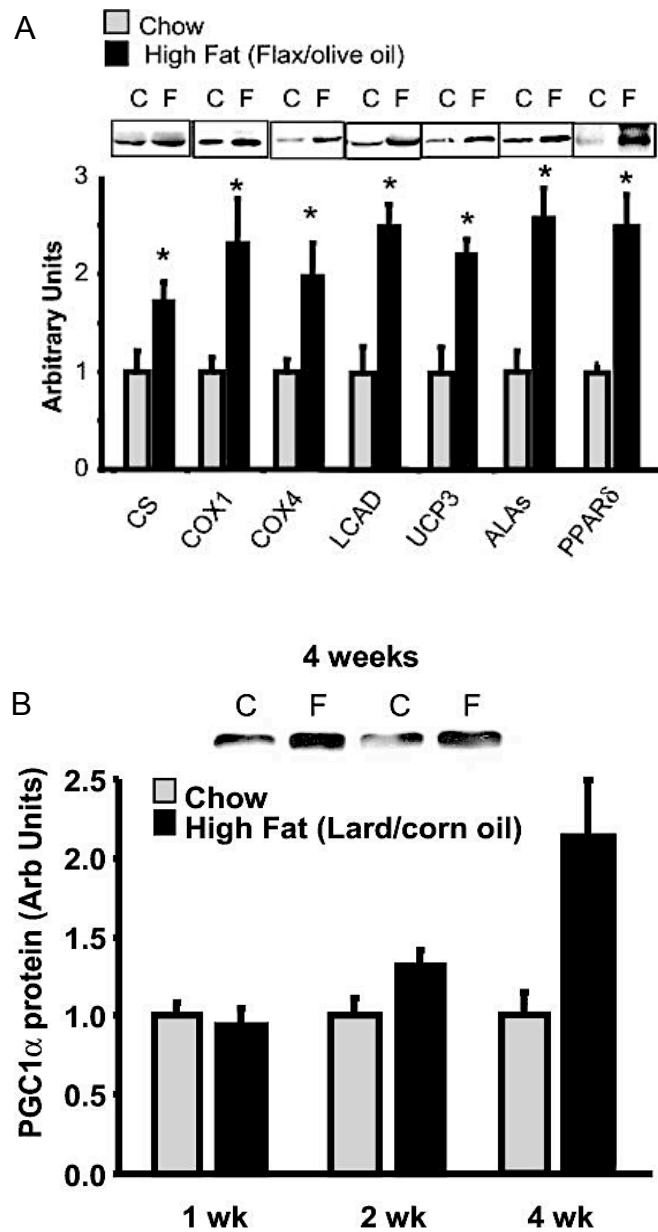 A
Chow
High Fat (Flax/olive oil)
C F C F C F C F C F C F C F
* * * * * * *
3
2
1
0
Arbitrary Units
CS COX1 COX4 LCAD UCP3 ALAs PPARδ
4 weeks
B
C F C F
Chow
High Fat (Lard/corn oil)
2.5
2.0
1.5
1.0
0.5
0.0
PGC1α protein (Arb Units)
1 wk 2 wk 4 wk